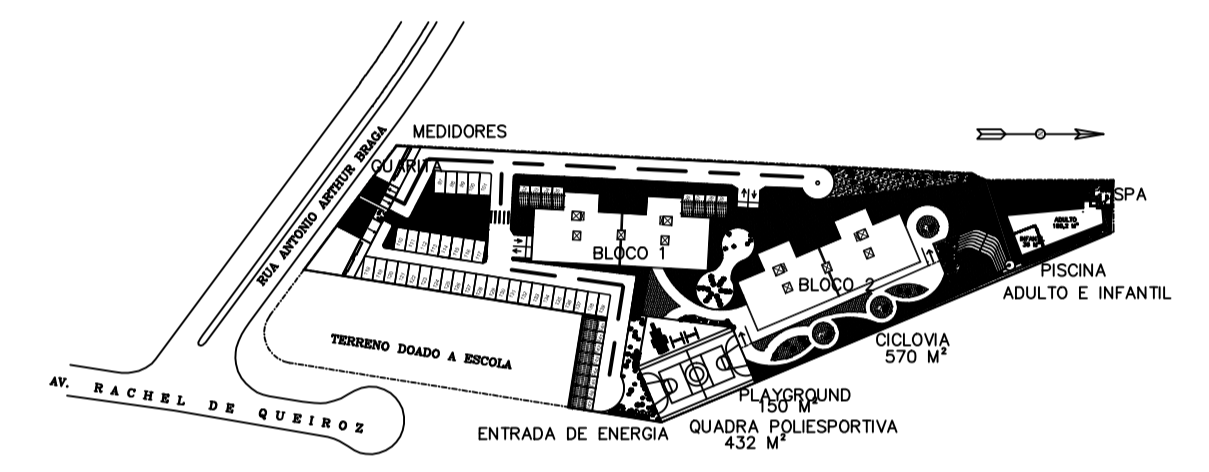 MEDIDORES
GUARITA
RUA ANTONIO ARTHUR BRAGA
SPA
ADULTO
BLOCO 1
BLOCO 2
PISCINA
ADULTO E INFANTIL
TERRENO DOADO A ESCOLA
CICLOVIA
570 M²
AV. RACHEL DE QUEIROZ
PLAYGROUND
150 M²
QUADRA POLIESPORTIVA
432 M²
ENTRADA DE ENERGIA